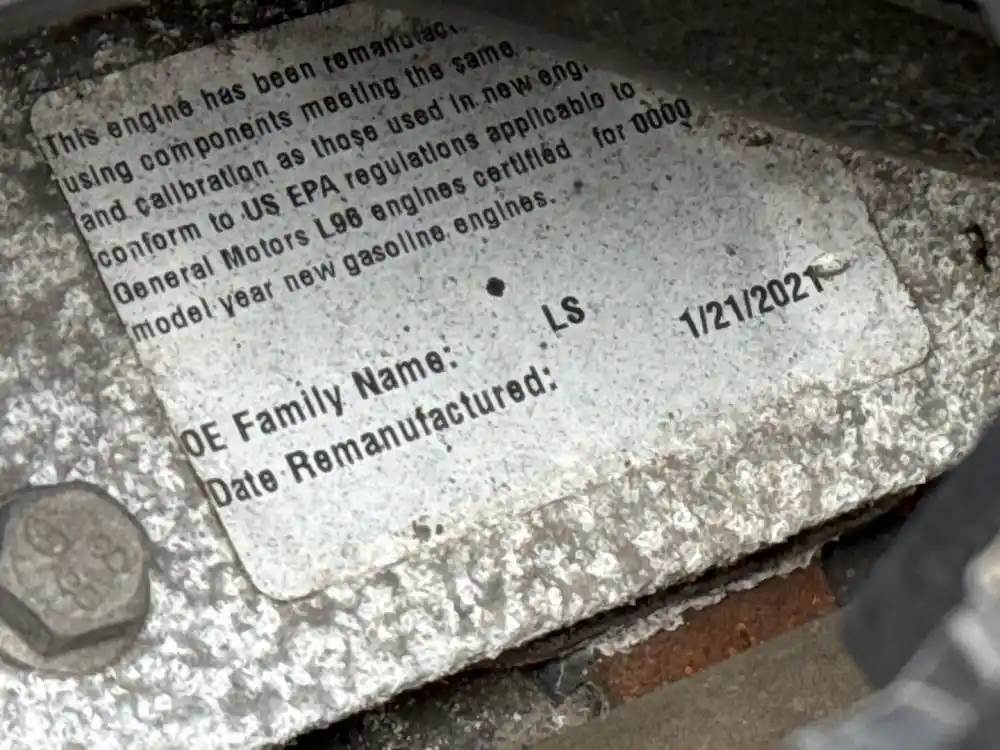 This engine has been
using components meeting the same
and calibration as those used in new
conform to US EPA regulations applicable to
General Motors L96 engines certified for 0000
model year new gasoline engines.
OE Family Name: LS
Date Remanufactured: 1/21/2021